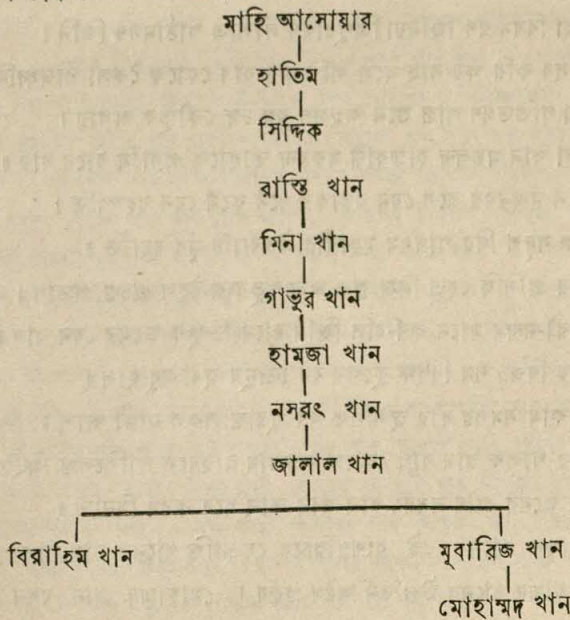 মাহি আসোয়ার
হাতিম
সিদ্দিক
রাস্তি খান
মিনা খান
গাভুর খান
হামজা খান
নসরৎ খান
জালাল খান
বিরাহিম খান মূবারিজ খান
মোহাম্মদ খান